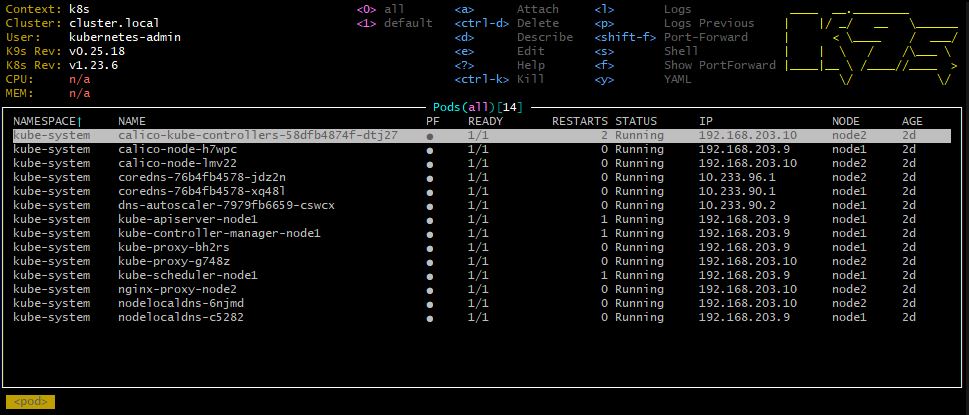 Context: k8s <0> all <a> Attach <l> Logs
Cluster: cluster.local <1> default <ctrl-d> Delete <p> Logs Previous
User: kubernetes-admin <d> Describe <shift-f> Port-Forward
K9s Rev: v0.25.18 <e> Edit <s> Shell
K8s Rev: v1.23.6 <?> Help <f> Show PortForward
CPU: n/a <ctrl-k> Kill <y> YAML
MEM: n/a
Pods(all)[14]
NAMESPACE↑ NAME PF READY RESTARTS STATUS IP NODE AGE
kube-system calico-kube-controllers-58dfb4874f-dtj27 ● 1/1 2 Running 192.168.203.10 node2 2d
kube-system calico-node-h7wpc ● 1/1 0 Running 192.168.203.9 node1 2d
kube-system calico-node-lmv22 ● 1/1 0 Running 192.168.203.10 node2 2d
kube-system coredns-76b4fb4578-jdz2n ● 1/1 0 Running 10.233.96.1 node2 2d
kube-system coredns-76b4fb4578-xq48l ● 1/1 0 Running 10.233.90.1 node1 2d
kube-system dns-autoscaler-7979fb6659-cswcx ● 1/1 0 Running 10.233.90.2 node1 2d
kube-system kube-apiserver-node1 ● 1/1 1 Running 192.168.203.9 node1 2d
kube-system kube-controller-manager-node1 ● 1/1 1 Running 192.168.203.9 node1 2d
kube-system kube-proxy-bh2rs ● 1/1 0 Running 192.168.203.9 node1 2d
kube-system kube-proxy-g748z ● 1/1 0 Running 192.168.203.10 node2 2d
kube-system kube-scheduler-node1 ● 1/1 1 Running 192.168.203.9 node1 2d
kube-system nginx-proxy-node2 ● 1/1 0 Running 192.168.203.10 node2 2d
kube-system nodelocaldns-6njmd ● 1/1 0 Running 192.168.203.10 node2 2d
kube-system nodelocaldns-c5282 ● 1/1 0 Running 192.168.203.9 node1 2d
<pod>